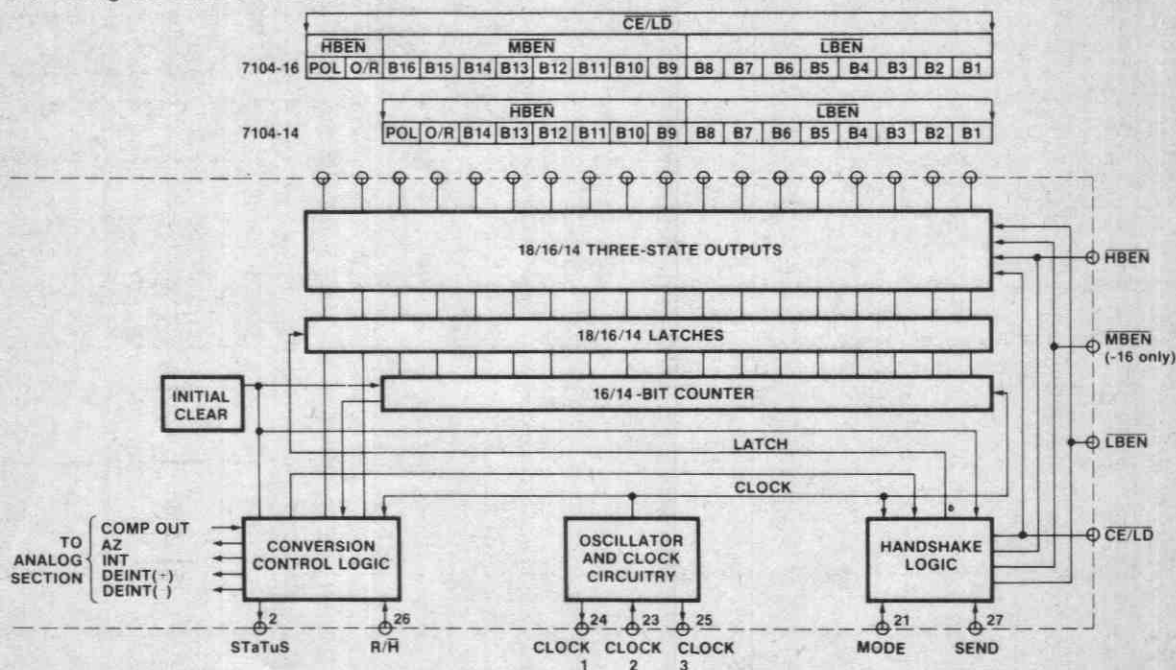 CE/LD
HBEN MBEN LBEN
7104-16 POL O/R B16 B15 B14 B13 B12 B11 B10 B9 B8 B7 B6 B5 B4 B3 B2 B1
HBEN LBEN
7104-14 POL O/R B14 B13 B12 B11 B10 B9 B8 B7 B6 B5 B4 B3 B2 B1
18/16/14 THREE-STATE OUTPUTS
HBEN
18/16/14 LATCHES
MBEN
(-16 only)
INITIAL
CLEAR
16/14 -BIT COUNTER
LATCH
LBEN
CLOCK
TO
ANALOG
SECTION
COMP OUT
AZ
INT
DEINT(+)
DEINT( )
CONVERSION
CONTROL LOGIC
OSCILLATOR
AND CLOCK
CIRCUITRY
HANDSHAKE
LOGIC
CE/LD
2 26 24 23 25 21 27
STaTuS R/H CLOCK CLOCK CLOCK MODE SEND
1 2 3